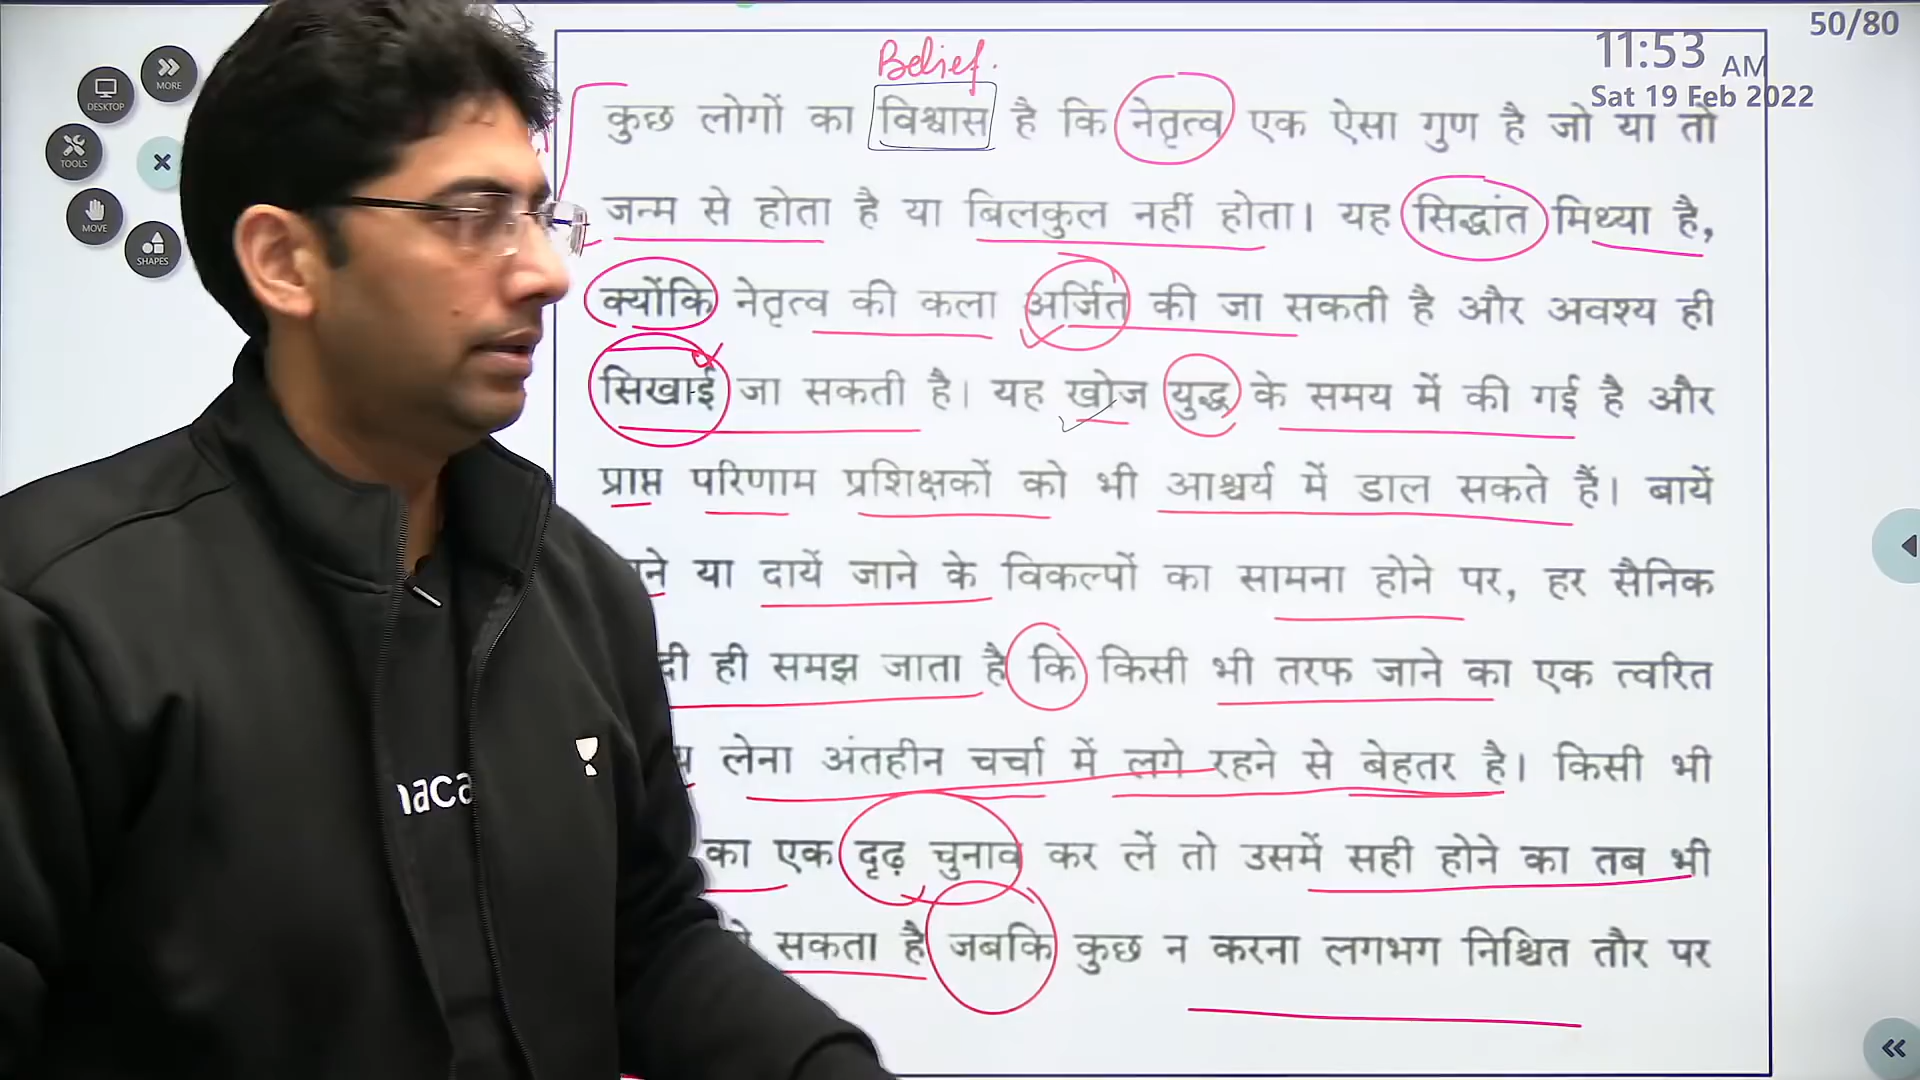 50/80
11:53 AM
Sat 19 Feb 2022
MORE
DESKTOP
TOOLS
MOVE
SHAPES
Belief.
कुछ लोगों का विश्वास है कि नेतृत्व एक ऐसा गुण है जो या तो
जन्म से होता है या बिलकुल नहीं होता। यह सिद्धांत मिथ्या है,
क्योंकि नेतृत्व की कला अर्जित की जा सकती है और अवश्य ही
सिखाई जा सकती है। यह खोज युद्ध के समय में की गई है और
प्राप्त परिणाम प्रशिक्षकों को भी आश्चर्य में डाल सकते हैं। बायें
या दायें जाने के विकल्पों का सामना होने पर, हर सैनिक
ही समझ जाता है कि किसी भी तरफ जाने का एक त्वरित
लेना अंतहीन चर्चा में लगे रहने से बेहतर है। किसी भी
का एक दृढ़ चुनाव कर लें तो उसमें सही होने का तब भी
सकता है जबकि कुछ न करना लगभग निश्चित तौर पर
naca